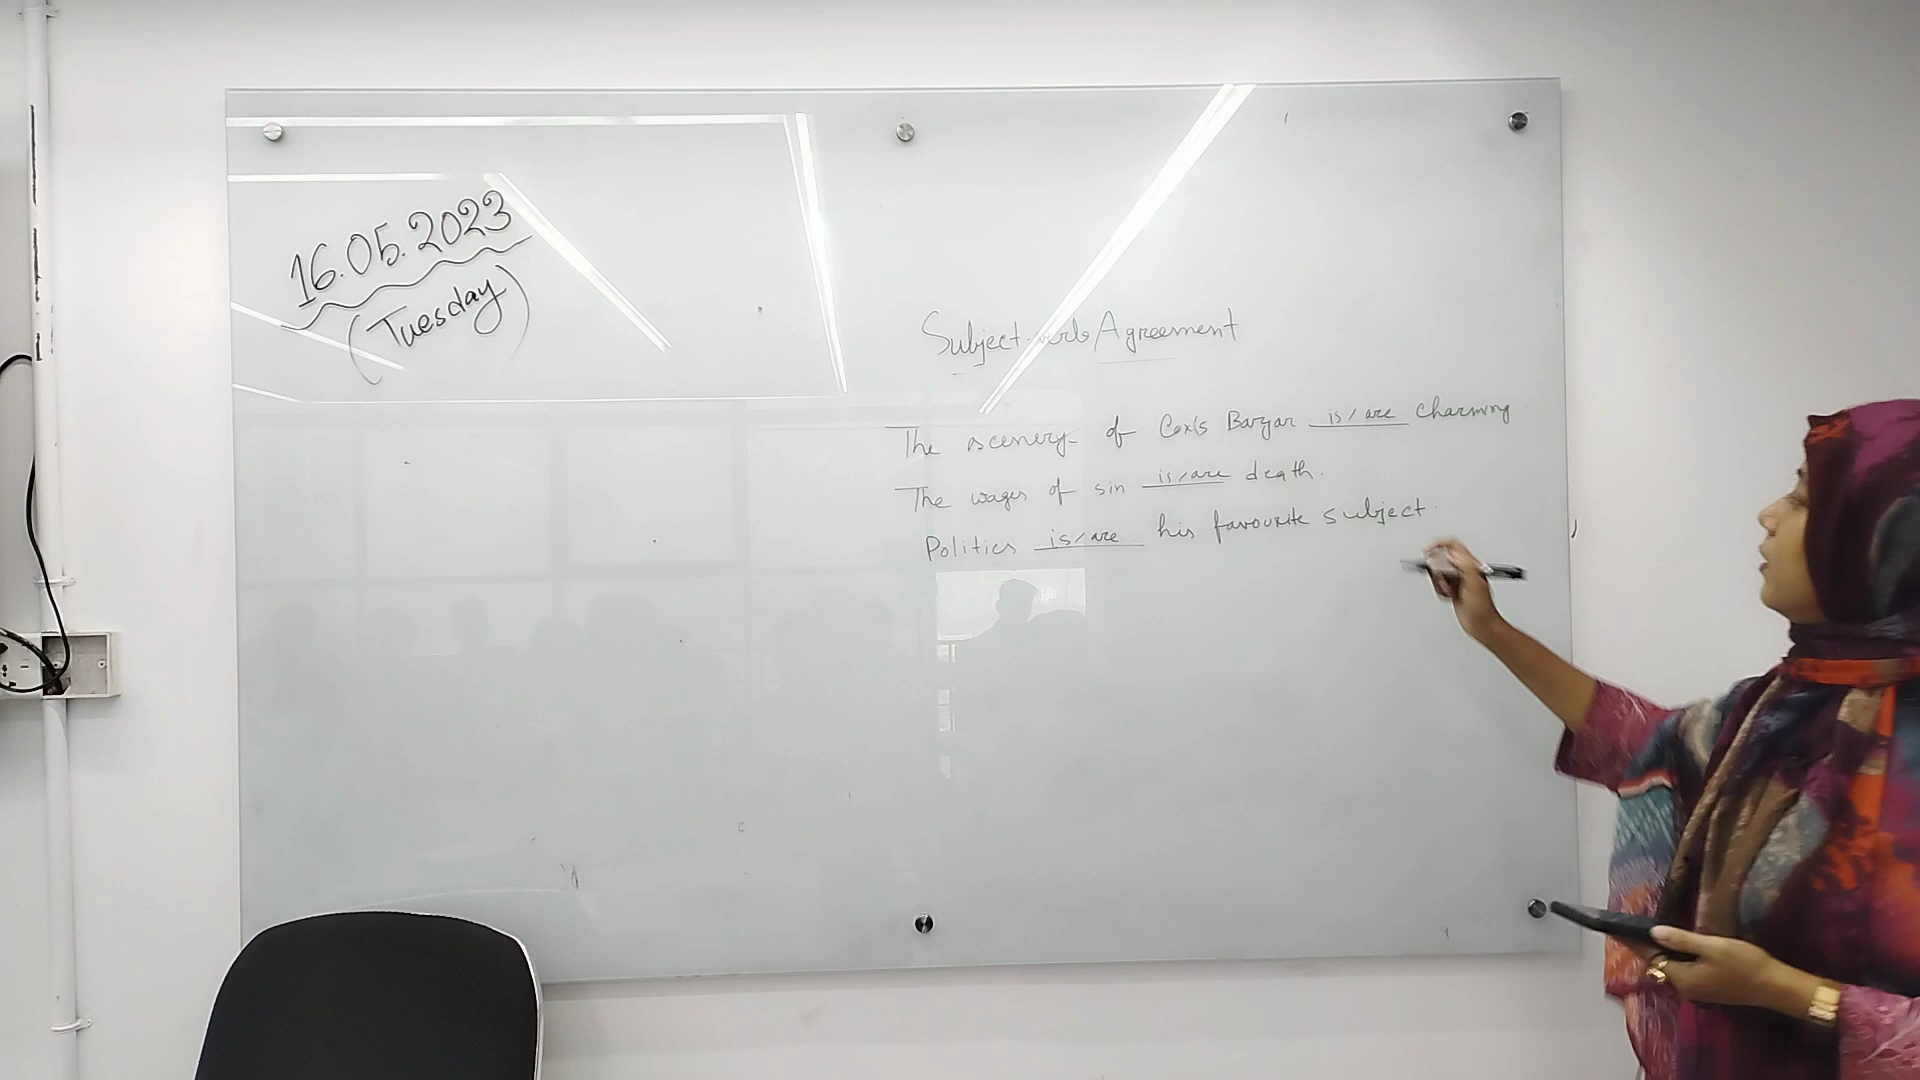 16.05.2023
(Tuesday)
Subject-verb Agreement
The scenery of Cox's Bazar is/are charming
The wages of sin is/are death.
Politics is/are his favourite subject.